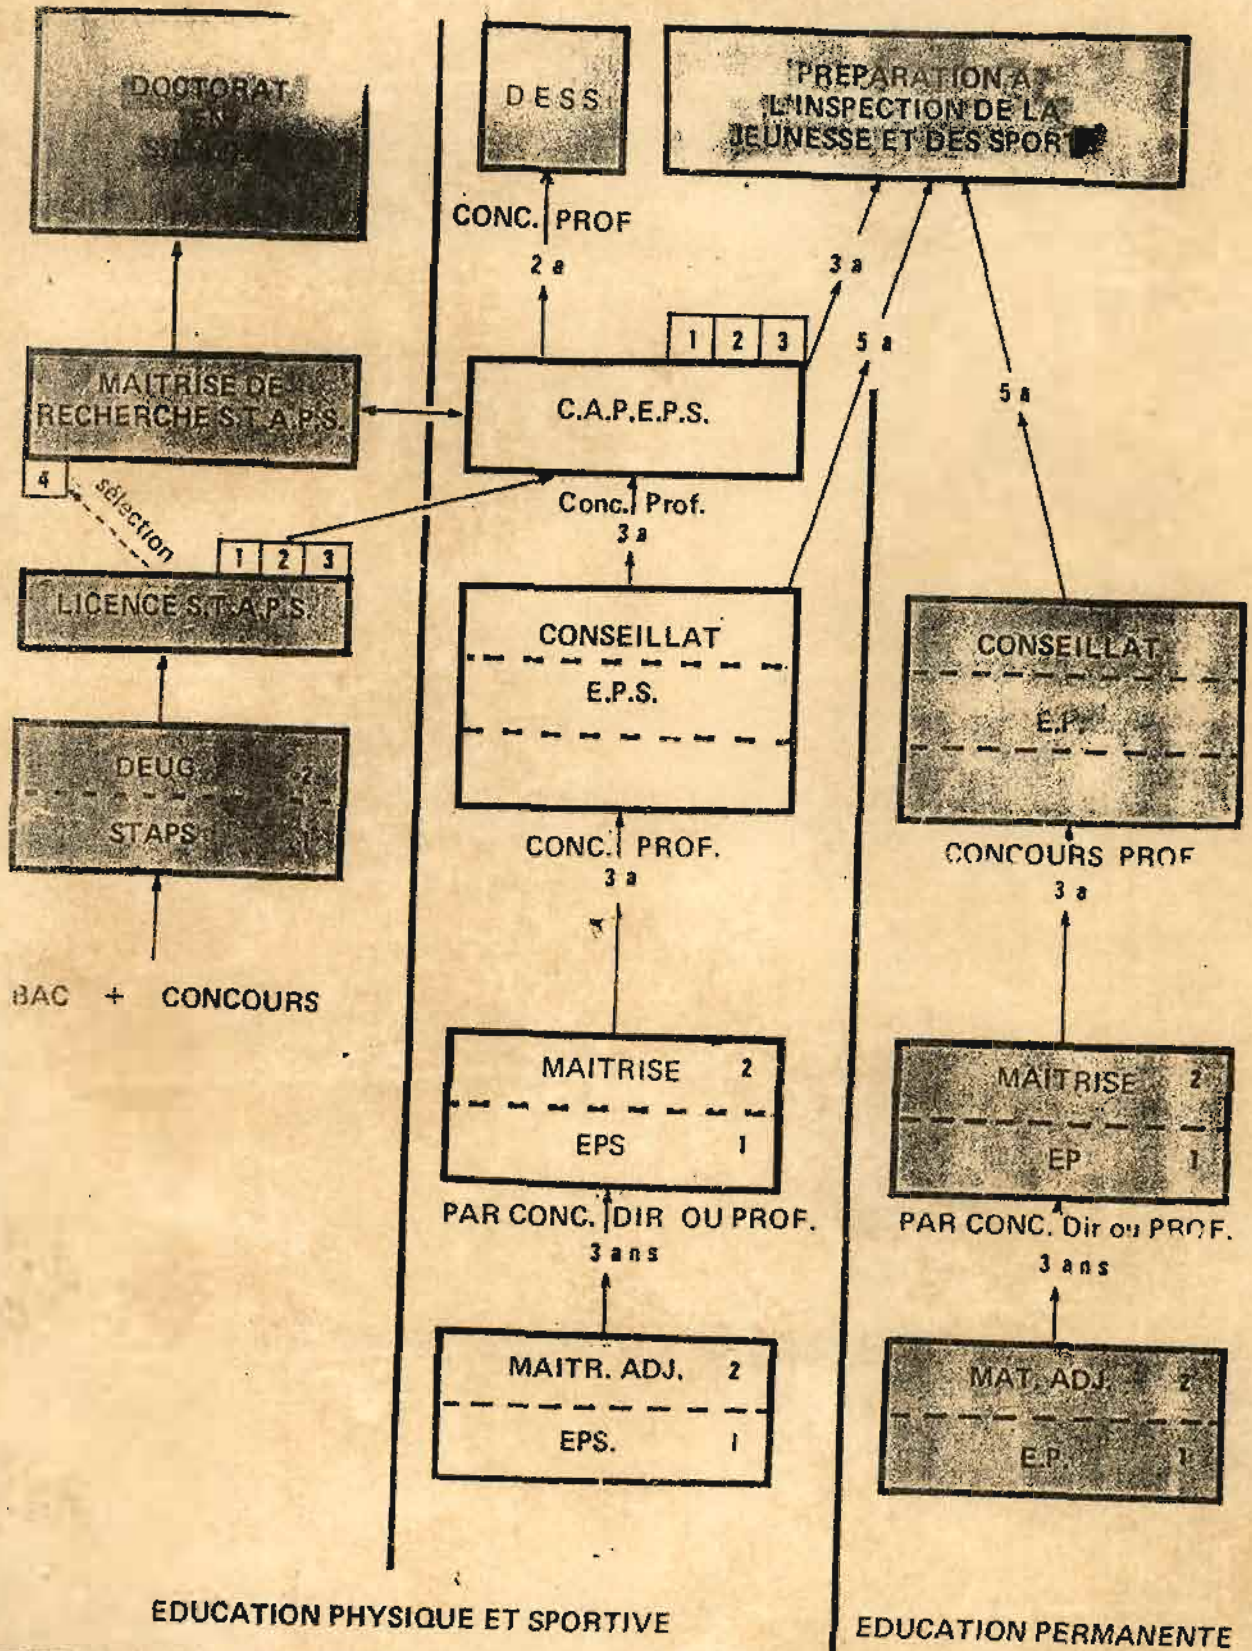 DOCTORAT
EN
DESS
PREPARATION A
L'INSPECTION DE LA
JEUNESSE ET DES SPORT
CONC. PROF
2 a
3 a
5 a
5 a
1 2 3
MAITRISE DE
RECHERCHE S.T.A.P.S.
C.A.P.E.P.S.
4
sélection
Conc. Prof.
3 a
1 2 3
LICENCE S.T.A.P.S.
CONSEILLAT
E.P.S.
CONSEILLAT
E.P.
DEUG 2
STAPS 1
CONC. PROF.
3 a
CONCOURS PROF
3 a
BAC + CONCOURS
MAITRISE 2
EPS 1
MAITRISE 2
EP 1
PAR CONC. DIR OU PROF.
3 ans
PAR CONC. Dir ou PROF.
3 ans
MAITR. ADJ. 2
EPS. 1
MAT. ADJ. 2
E.P. 1
EDUCATION PHYSIQUE ET SPORTIVE
EDUCATION PERMANENTE